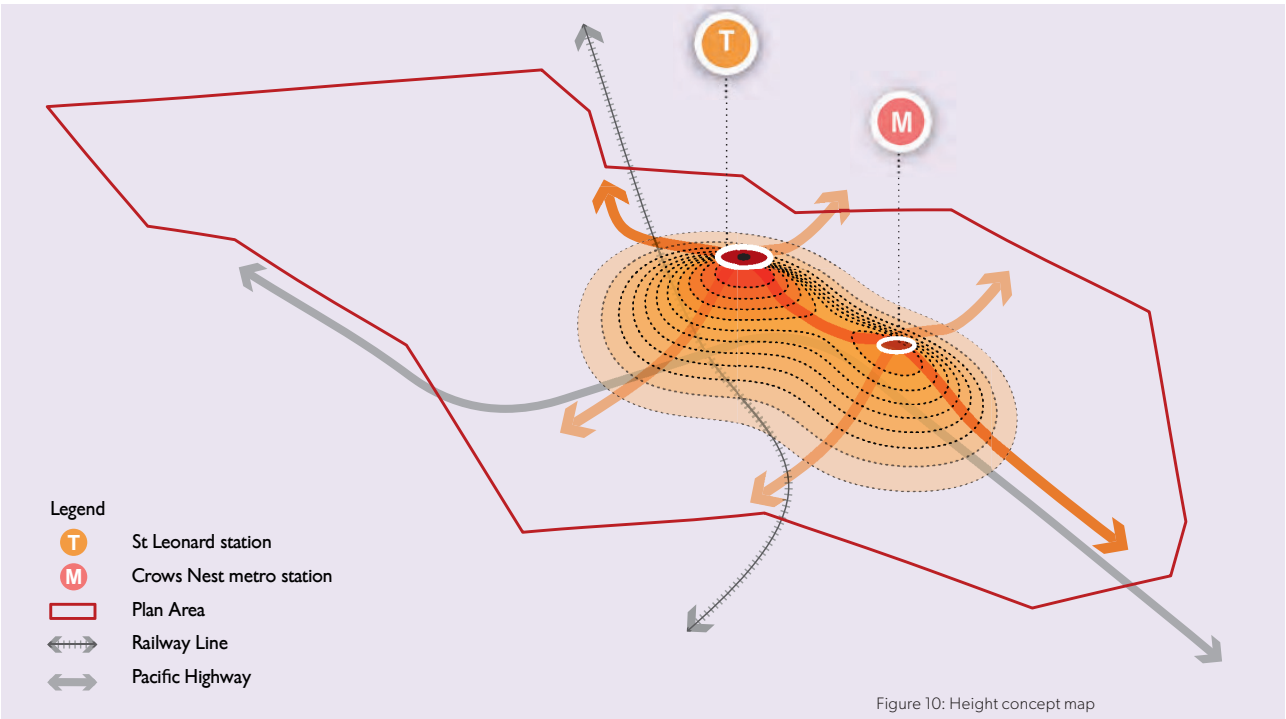 T
M
Legend
T St Leonard station
M Crows Nest metro station
Plan Area
Railway Line
Pacific Highway
Figure 10: Height concept map